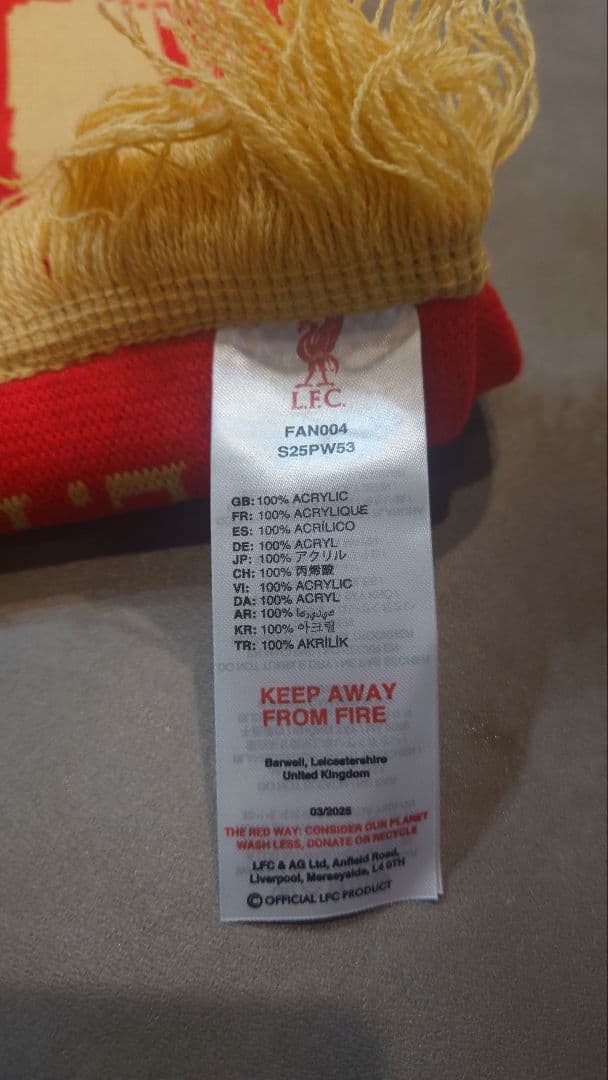 L.F.C.
FAN004
S25PW53
GB: 100% ACRYLIC
FR: 100% ACRYLIQUE
ES: 100% ACRÍLICO
DE: 100% ACRYL
JP: 100% アクリル
CH: 100% 丙烯酸
VI: 100% ACRYLIC
DA: 100% ACRYL
AR: 100%
KR: 100% 아크릴
TR: 100% AKRİLİK
KEEP AWAY
FROM FIRE
Barwell, Leicestershire
United Kingdom
03/2025
THE RED WAY: CONSIDER OUR PLANET
WASH LESS, DONATE OR RECYCLE
LFC & AG Ltd, Anfield Road,
Liverpool, Merseyside, L4 0TH
© OFFICIAL LFC PRODUCT